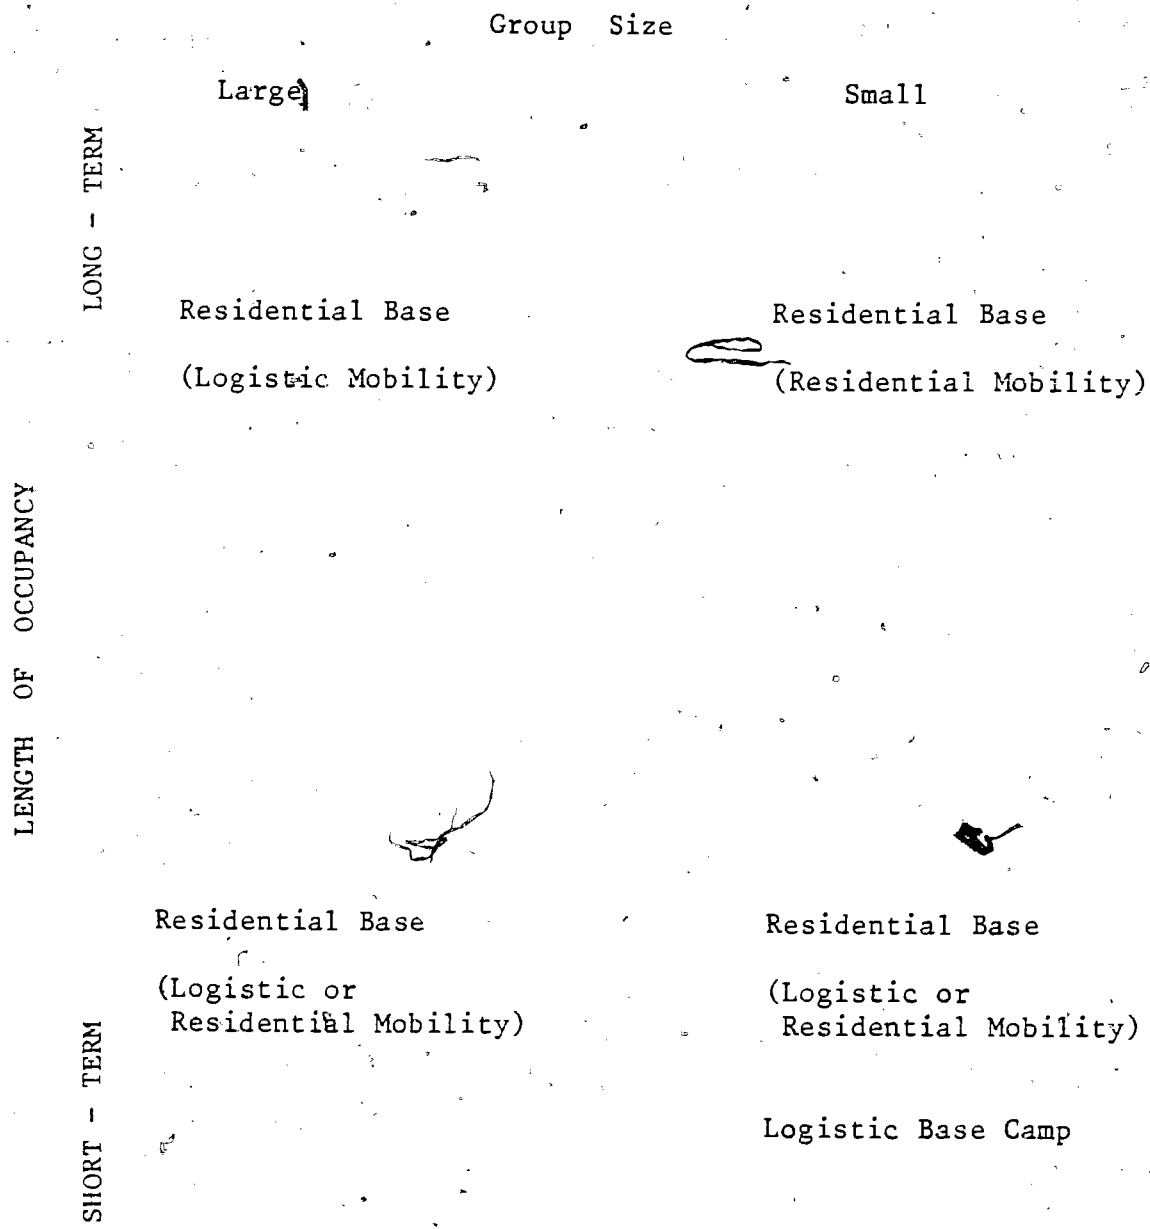 Group Size
Large
Small
LONG - TERM
Residential Base
Residential Base
(Logistic Mobility)
(Residential Mobility)
LENGTH OF OCCUPANCY
Residential Base
Residential Base
(Logistic or
Residential Mobility)
(Logistic or
Residential Mobility)
SHORT - TERM
Logistic Base Camp